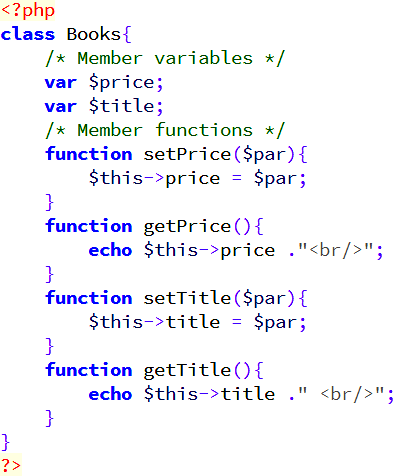 <?php
class Books{
    /* Member variables */
    var $price;
    var $title;
    /* Member functions */
    function setPrice($par){
        $this->price = $par;
    }
    function getPrice(){
        echo $this->price ."<br/>";
    }
    function setTitle($par){
        $this->title = $par;
    }
    function getTitle(){
        echo $this->title ." <br/>";
    }
}
?>